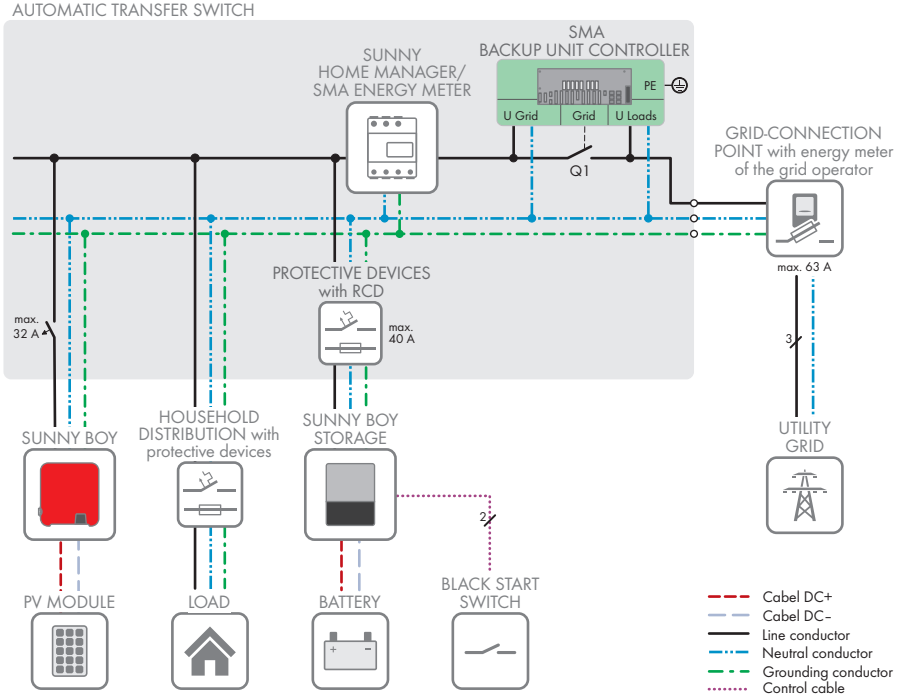 AUTOMATIC TRANSFER SWITCH
SMA
BACKUP UNIT CONTROLLER
SUNNY
HOME MANAGER/
SMA ENERGY METER
PE
U Grid
Grid
U Loads
Q1
GRID-CONNECTION
POINT with energy meter
of the grid operator
max. 63 A
PROTECTIVE DEVICES
with RCD
max.
32 A
max.
40 A
3
HOUSEHOLD
DISTRIBUTION with
protective devices
SUNNY BOY
SUNNY BOY
STORAGE
UTILITY
GRID
2
PV MODULE
LOAD
BATTERY
+ -
BLACK START
SWITCH
Cabel DC+
Cabel DC–
Line conductor
Neutral conductor
Grounding conductor
Control cable